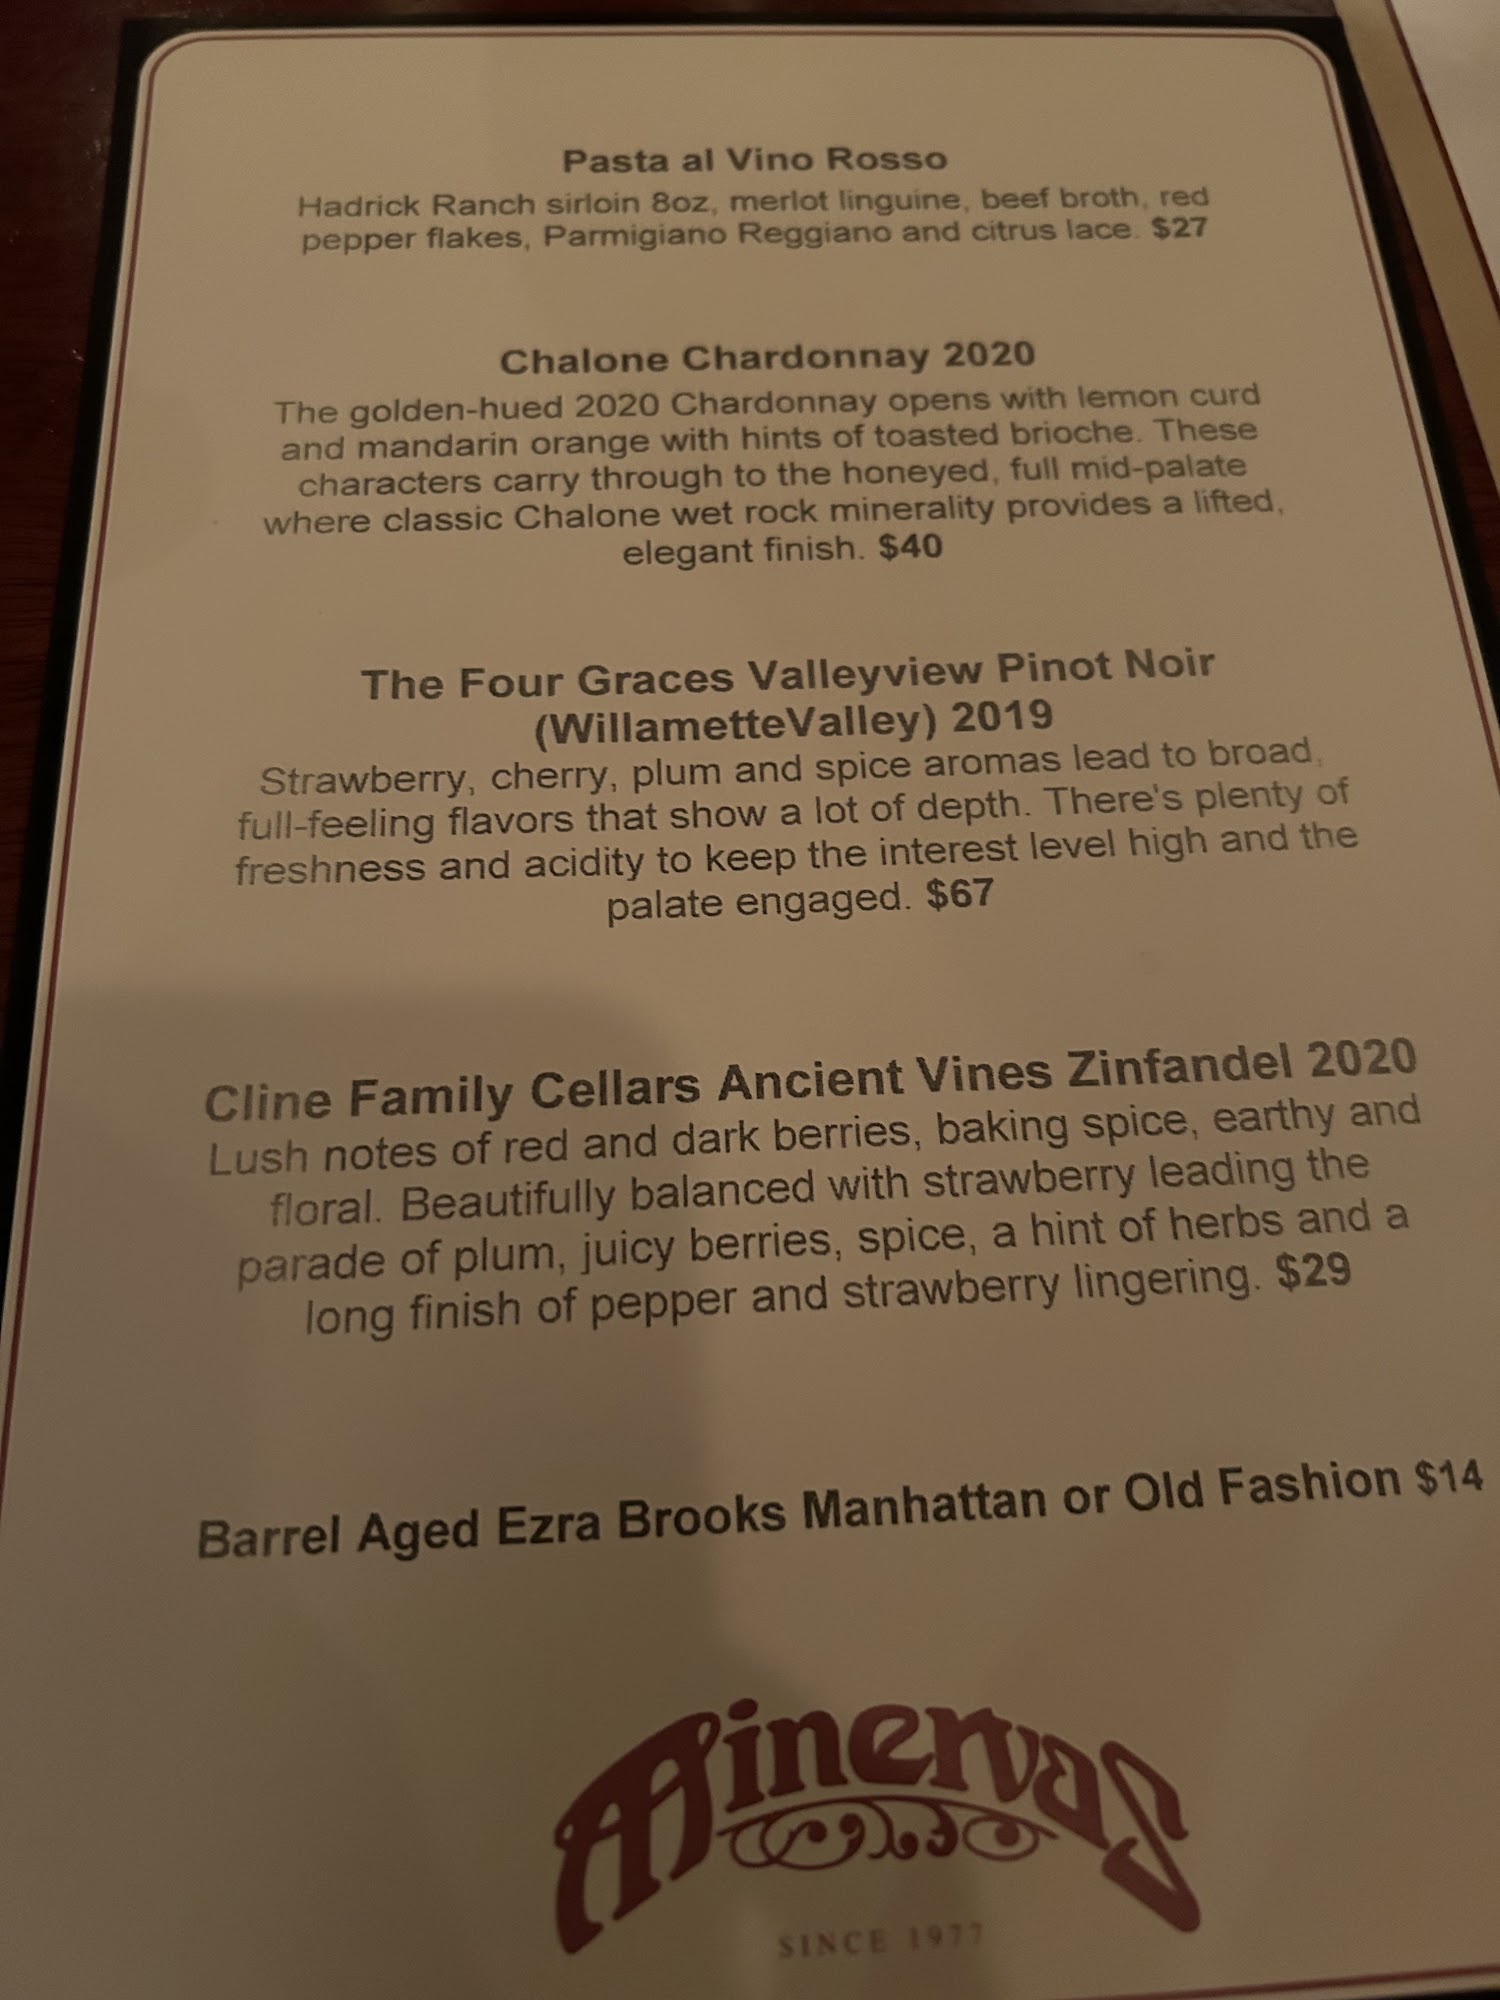 Pasta al Vino Rosso
Hadrick Ranch sirloin 8oz, merlot linguine, beef broth, red
pepper flakes, Parmigiano Reggiano and citrus lace. $27
Chalone Chardonnay 2020
The golden-hued 2020 Chardonnay opens with lemon curd
and mandarin orange with hints of toasted brioche. These
characters carry through to the honeyed, full mid-palate
where classic Chalone wet rock minerality provides a lifted,
elegant finish. $40
The Four Graces Valleyview Pinot Noir
(WillametteValley) 2019
Strawberry, cherry, plum and spice aromas lead to broad,
full-feeling flavors that show a lot of depth. There's plenty of
freshness and acidity to keep the interest level high and the
palate engaged. $67
Cline Family Cellars Ancient Vines Zinfandel 2020
Lush notes of red and dark berries, baking spice, earthy and
floral. Beautifully balanced with strawberry leading the
parade of plum, juicy berries, spice, a hint of herbs and a
long finish of pepper and strawberry lingering. $29
Barrel Aged Ezra Brooks Manhattan or Old Fashion $14
Minervas
SINCE 1977